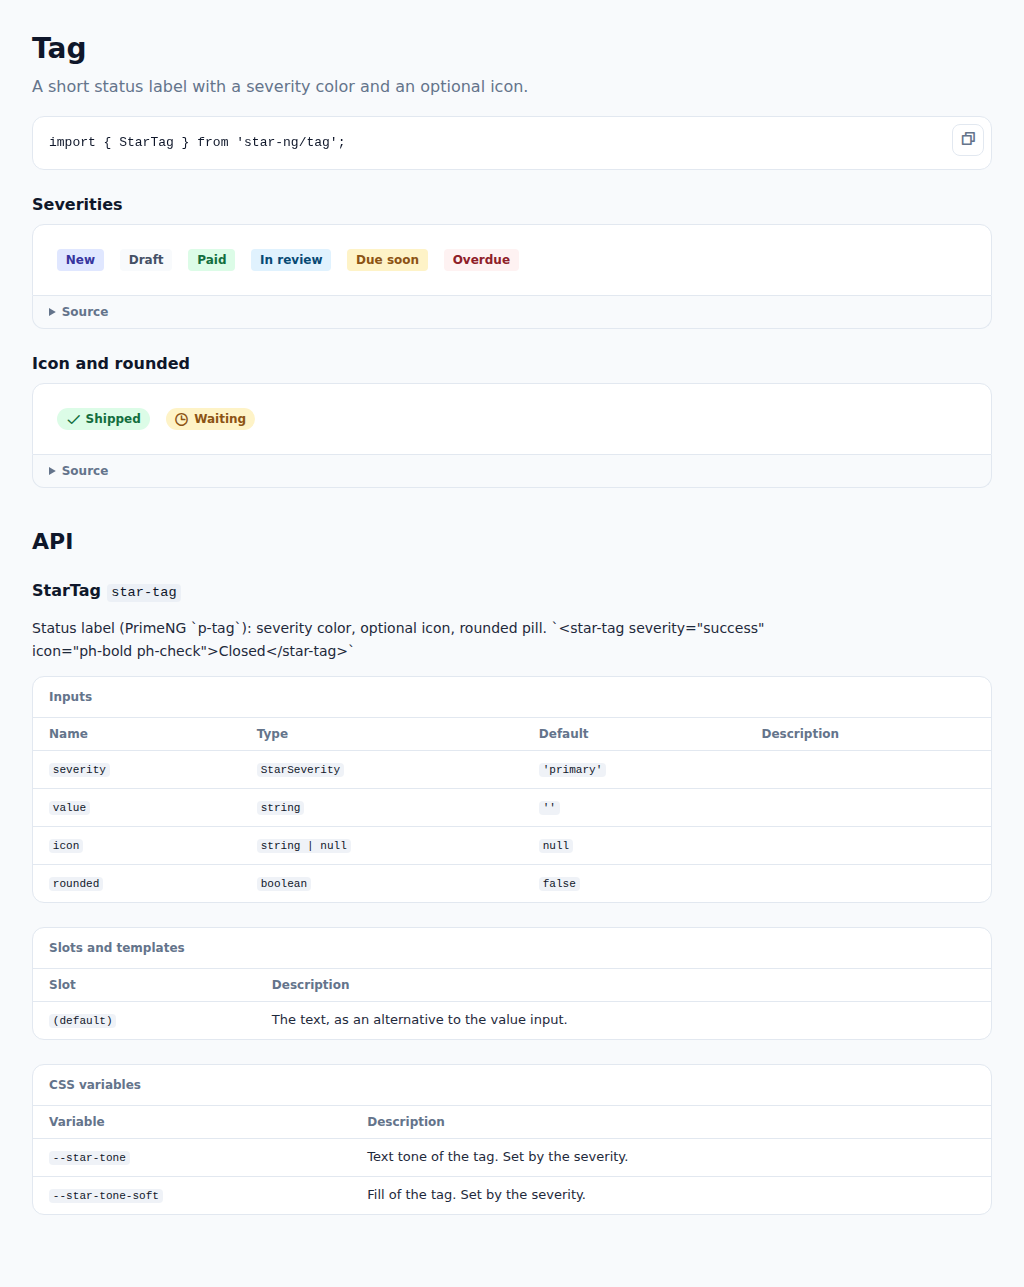 Tag
A short status label with a severity color and an optional icon.
import { StarTag } from 'star-ng/tag';
Severities
New Draft Paid In review Due soon Overdue
Source
Icon and rounded
Shipped Waiting
Source
API
StarTag star-tag
Status label (PrimeNG `p-tag`): severity color, optional icon, rounded pill. `<star-tag severity="success"
icon="ph-bold ph-check">Closed</star-tag>`
Inputs
Name Type Default Description
severity StarSeverity 'primary'
value string ''
icon string | null null
rounded boolean false
Slots and templates
Slot Description
(default) The text, as an alternative to the value input.
CSS variables
Variable Description
--star-tone Text tone of the tag. Set by the severity.
--star-tone-soft Fill of the tag. Set by the severity.